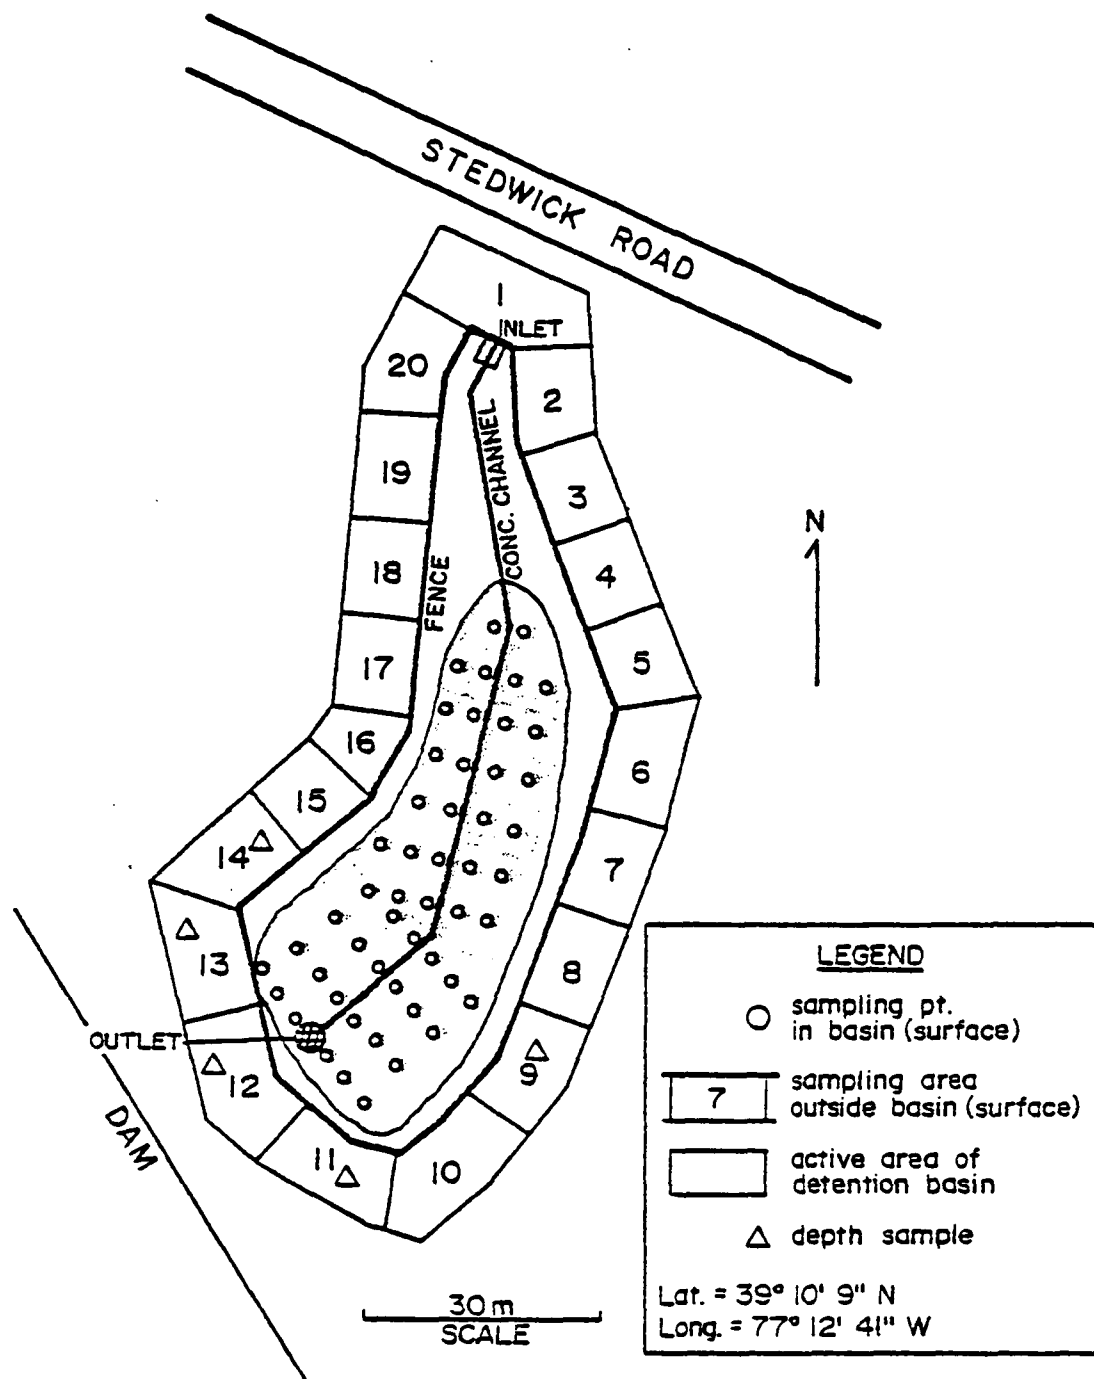 STEDWICK ROAD
1
INLET
20
2
19
3
CONC. CHANNEL
N
18
FENCE
4
17
5
16
6
15
14
7
13
8
OUTLET
12
9
DAM
11
10
30m
SCALE
LEGEND
sampling pt.
in basin (surface)
7
sampling area
outside basin (surface)
active area of
detention basin
depth sample
Lat. = 39° 10' 9" N
Long. = 77° 12' 41" W